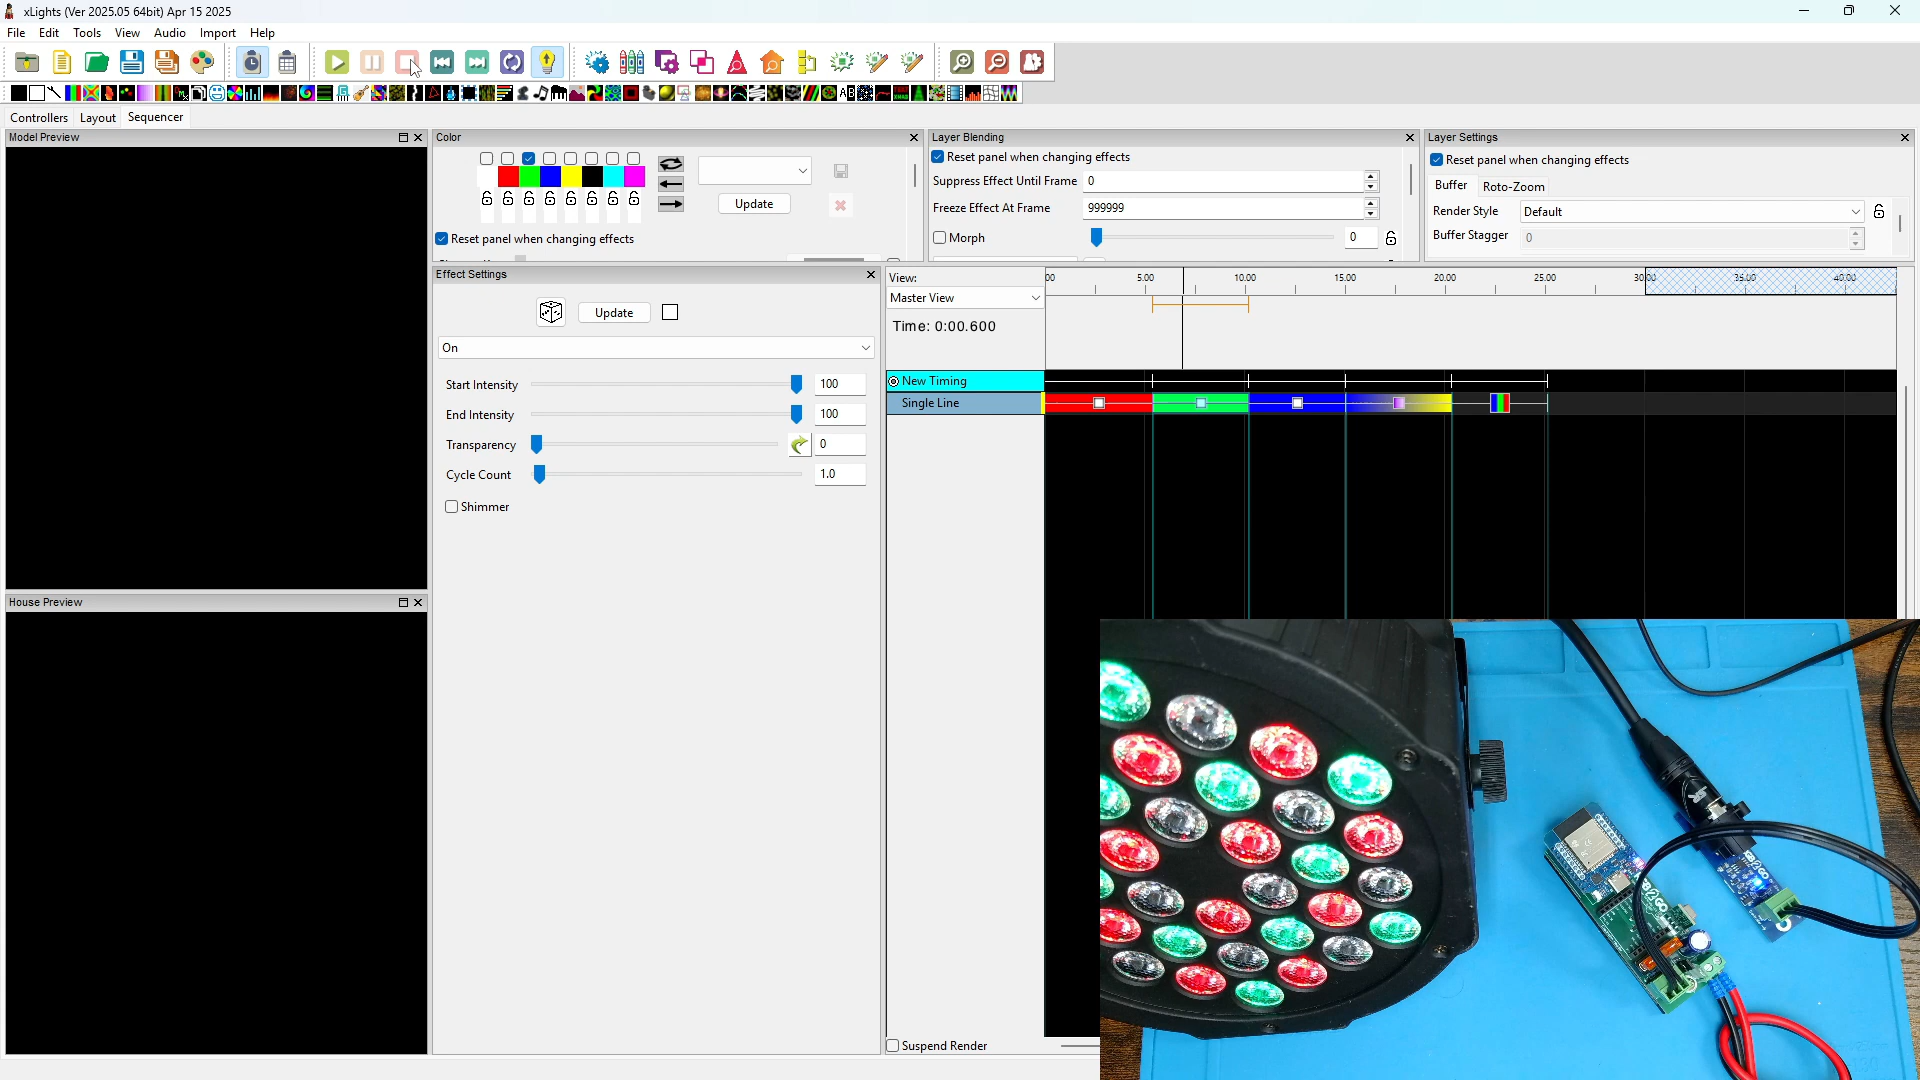 xLights (Ver 2025.05 64bit) Apr 15 2025
File Edit Tools View Audio Import Help
Controllers Layout Sequencer
Model Preview
Color
Update
Reset panel when changing effects
Layer Blending
Reset panel when changing effects
Suppress Effect Until Frame 0
Freeze Effect At Frame 999999
Morph 0
Layer Settings
Reset panel when changing effects
Buffer Roto-Zoom
Render Style Default
Buffer Stagger 0
Effect Settings
Update
On
Start Intensity 100
End Intensity 100
Transparency 0
Cycle Count 1.0
Shimmer
View:
Master View
Time: 0:00.600
00 5.00 10.00 15.00 20.00 25.00 30.00 35.00 40.00
New Timing
Single Line
House Preview
Suspend Render